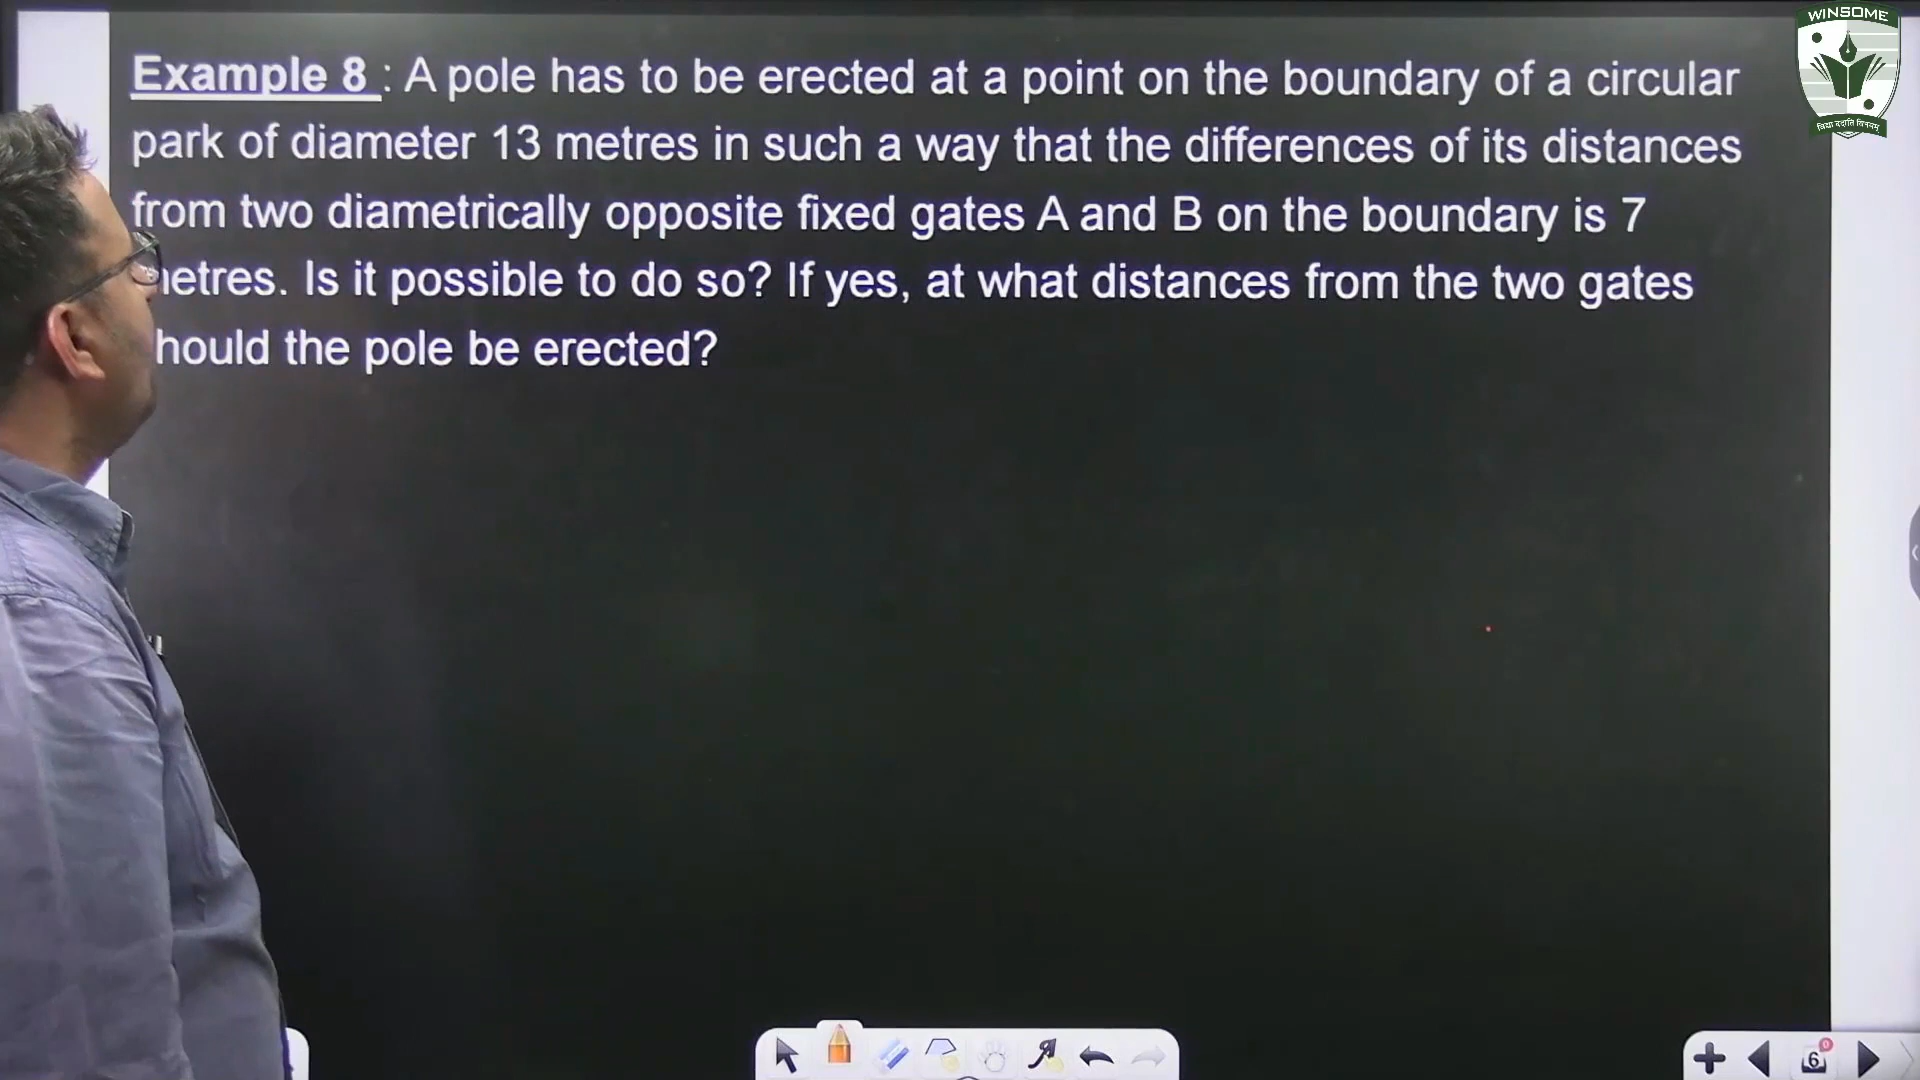 WINSOME
Example 8 : A pole has to be erected at a point on the boundary of a circular
park of diameter 13 metres in such a way that the differences of its distances
from two diametrically opposite fixed gates A and B on the boundary is 7
etres. Is it possible to do so? If yes, at what distances from the two gates
hould the pole be erected?
विद्या ददाति विनयम्
6
0